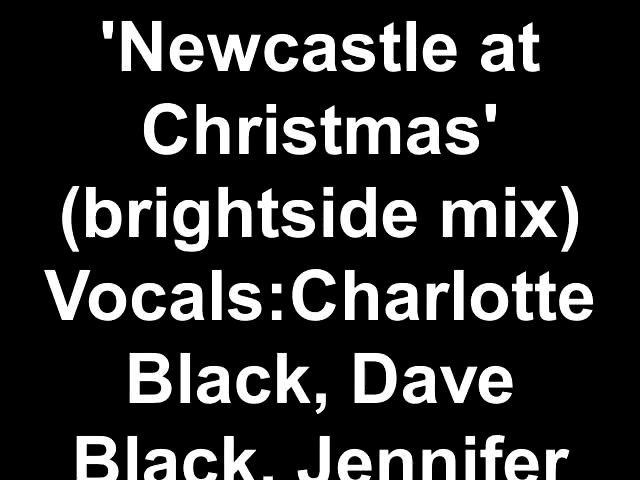 'Newcastle at
Christmas'
(brightside mix)
Vocals:Charlotte
Black, Dave
Black, Jennifer